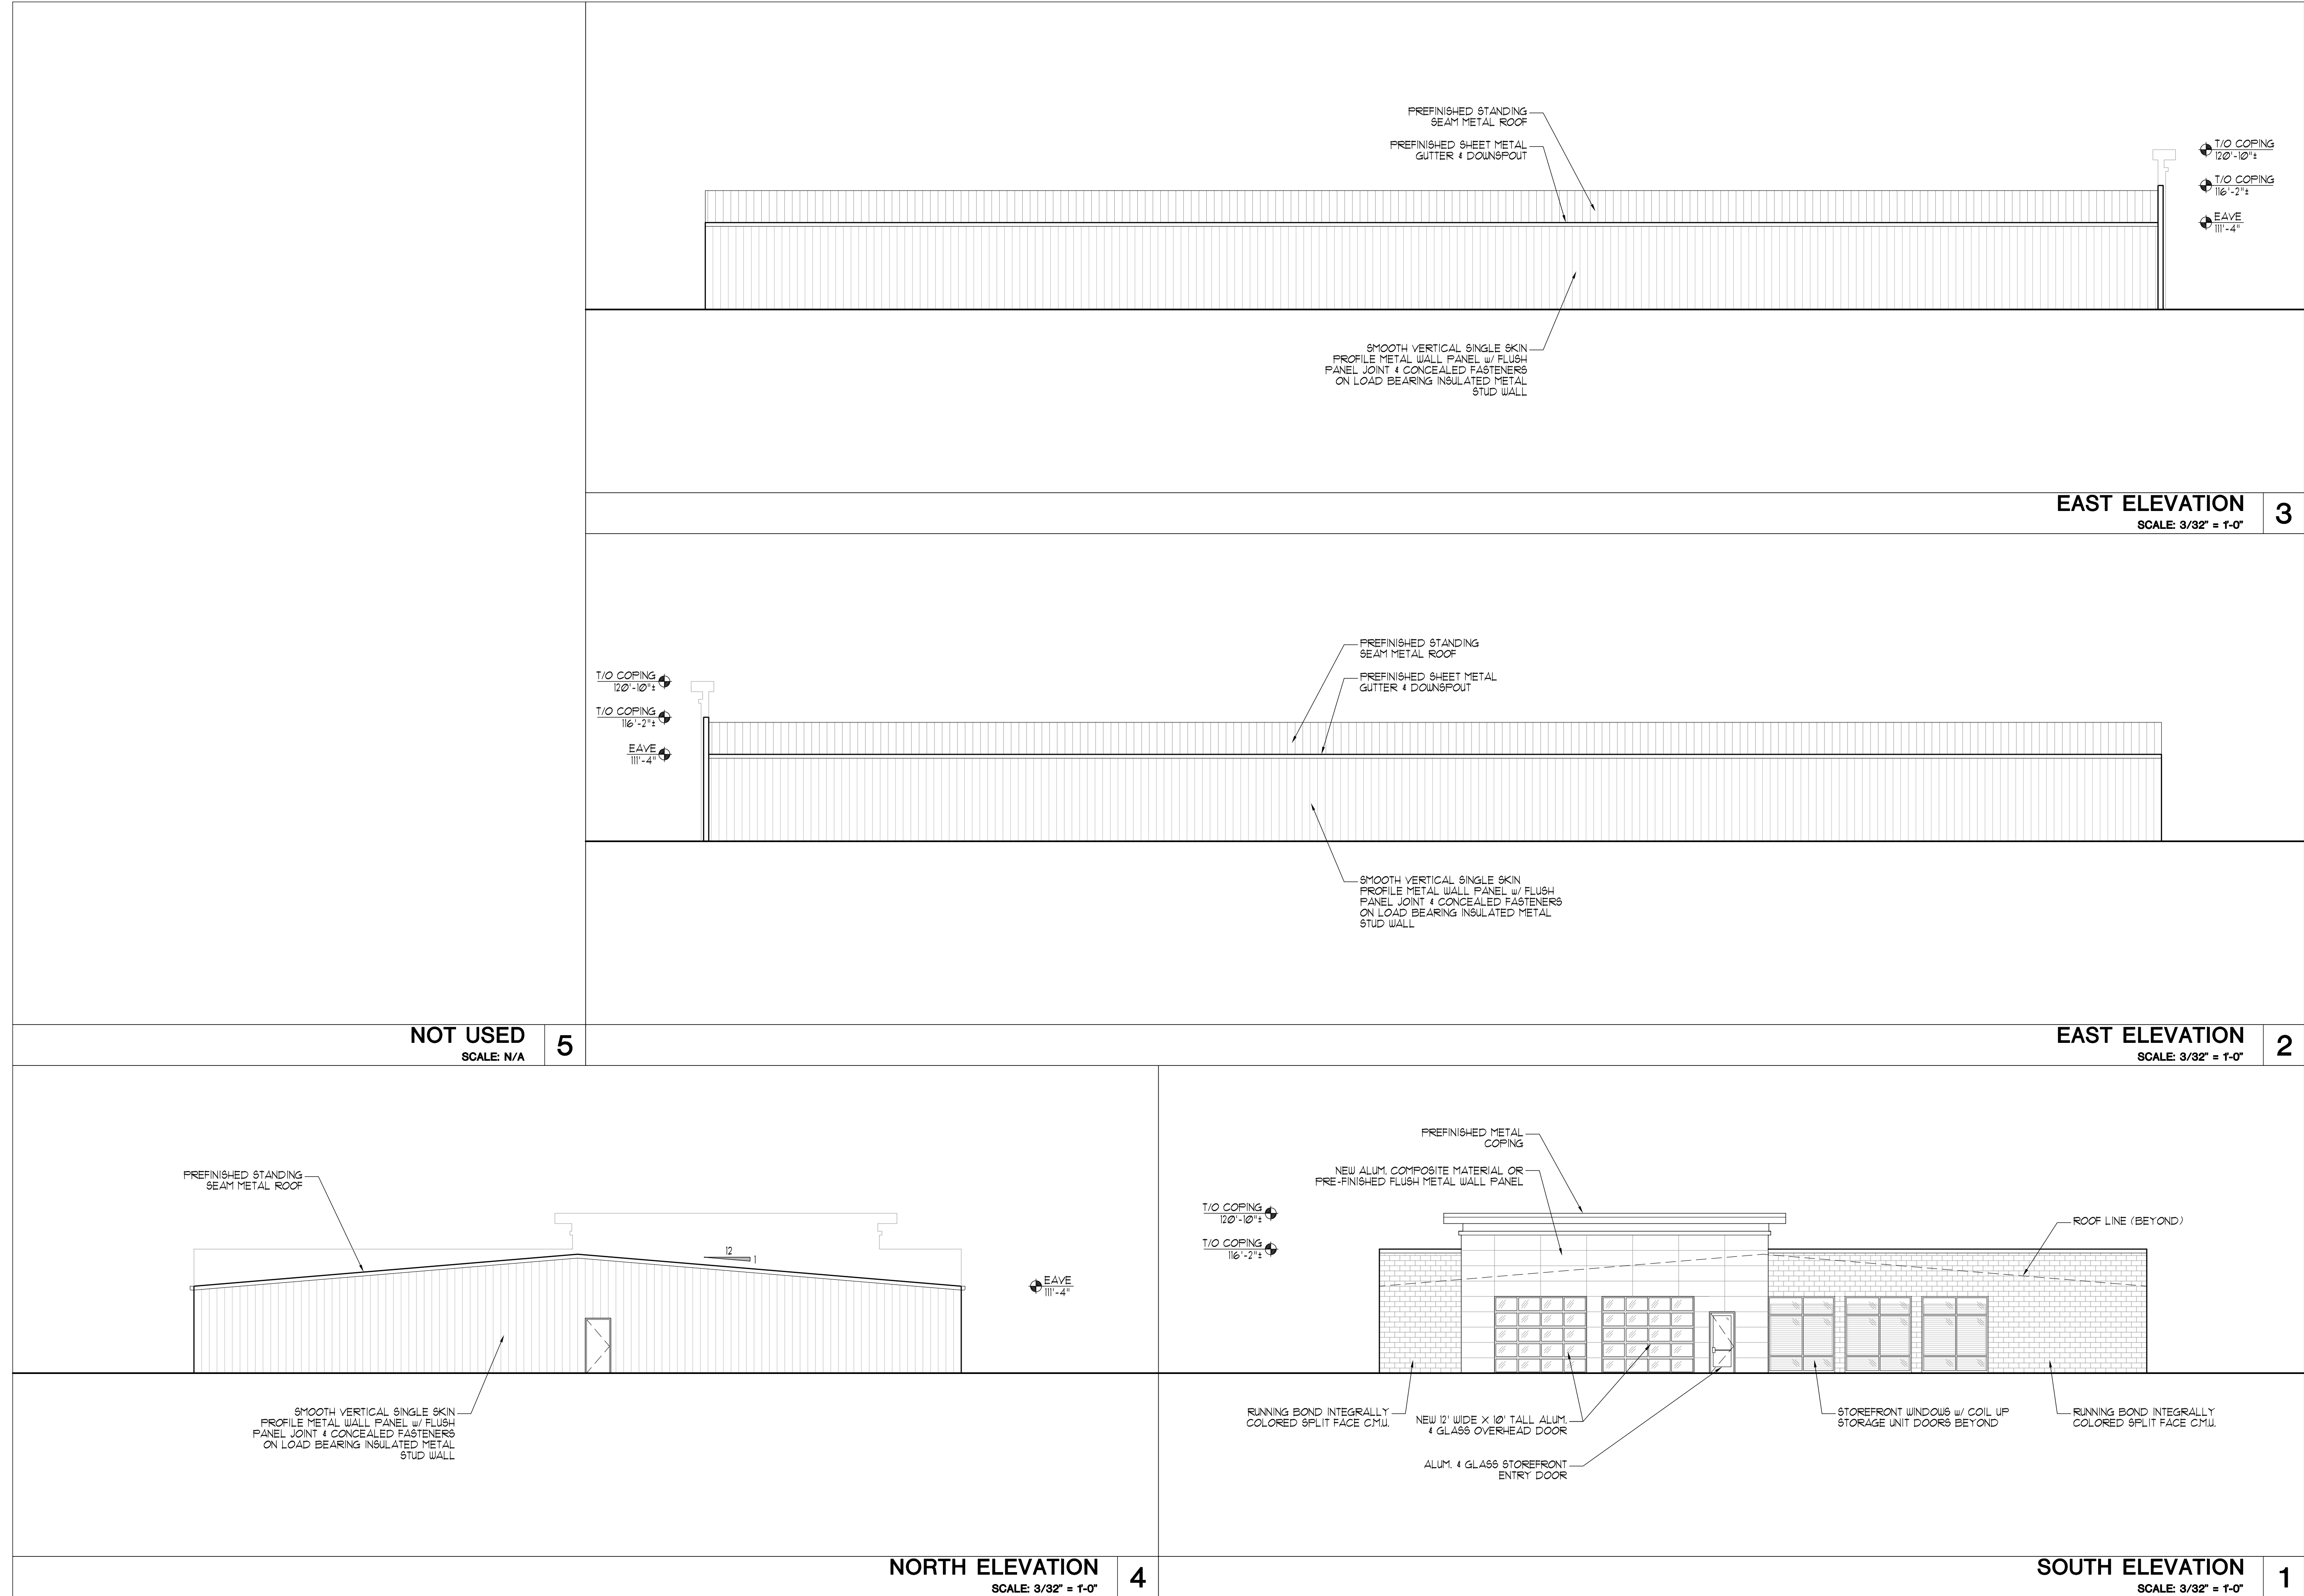 PREFINISHED STANDING
SEAM METAL ROOF
PREFINISHED SHEET METAL
GUTTER & DOWNSPOUT
T/O COPING
120'-10"±
T/O COPING
116'-2"±
EAVE
111'-4"
SMOOTH VERTICAL SINGLE SKIN
PROFILE METAL WALL PANEL w/ FLUSH
PANEL JOINT & CONCEALED FASTENERS
ON LOAD BEARING INSULATED METAL
STUD WALL
EAST ELEVATION
SCALE: 3/32" = 1'-0"
3
PREFINISHED STANDING
SEAM METAL ROOF
PREFINISHED SHEET METAL
GUTTER & DOWNSPOUT
T/O COPING
120'-10"±
T/O COPING
116'-2"±
EAVE
111'-4"
SMOOTH VERTICAL SINGLE SKIN
PROFILE METAL WALL PANEL w/ FLUSH
PANEL JOINT & CONCEALED FASTENERS
ON LOAD BEARING INSULATED METAL
STUD WALL
NOT USED
SCALE: N/A
5
EAST ELEVATION
SCALE: 3/32" = 1'-0"
2
PREFINISHED STANDING
SEAM METAL ROOF
12
1
EAVE
111'-4"
SMOOTH VERTICAL SINGLE SKIN
PROFILE METAL WALL PANEL w/ FLUSH
PANEL JOINT & CONCEALED FASTENERS
ON LOAD BEARING INSULATED METAL
STUD WALL
NORTH ELEVATION
SCALE: 3/32" = 1'-0"
4
PREFINISHED METAL
COPING
NEW ALUM. COMPOSITE MATERIAL OR
PRE-FINISHED FLUSH METAL WALL PANEL
T/O COPING
120'-10"±
T/O COPING
116'-2"±
ROOF LINE (BEYOND)
RUNNING BOND INTEGRALLY
COLORED SPLIT FACE C.M.U.
NEW 12' WIDE X 10' TALL ALUM.
& GLASS OVERHEAD DOOR
ALUM. & GLASS STOREFRONT
ENTRY DOOR
STOREFRONT WINDOWS w/ COIL UP
STORAGE UNIT DOORS BEYOND
RUNNING BOND INTEGRALLY
COLORED SPLIT FACE C.M.U.
SOUTH ELEVATION
SCALE: 3/32" = 1'-0"
1